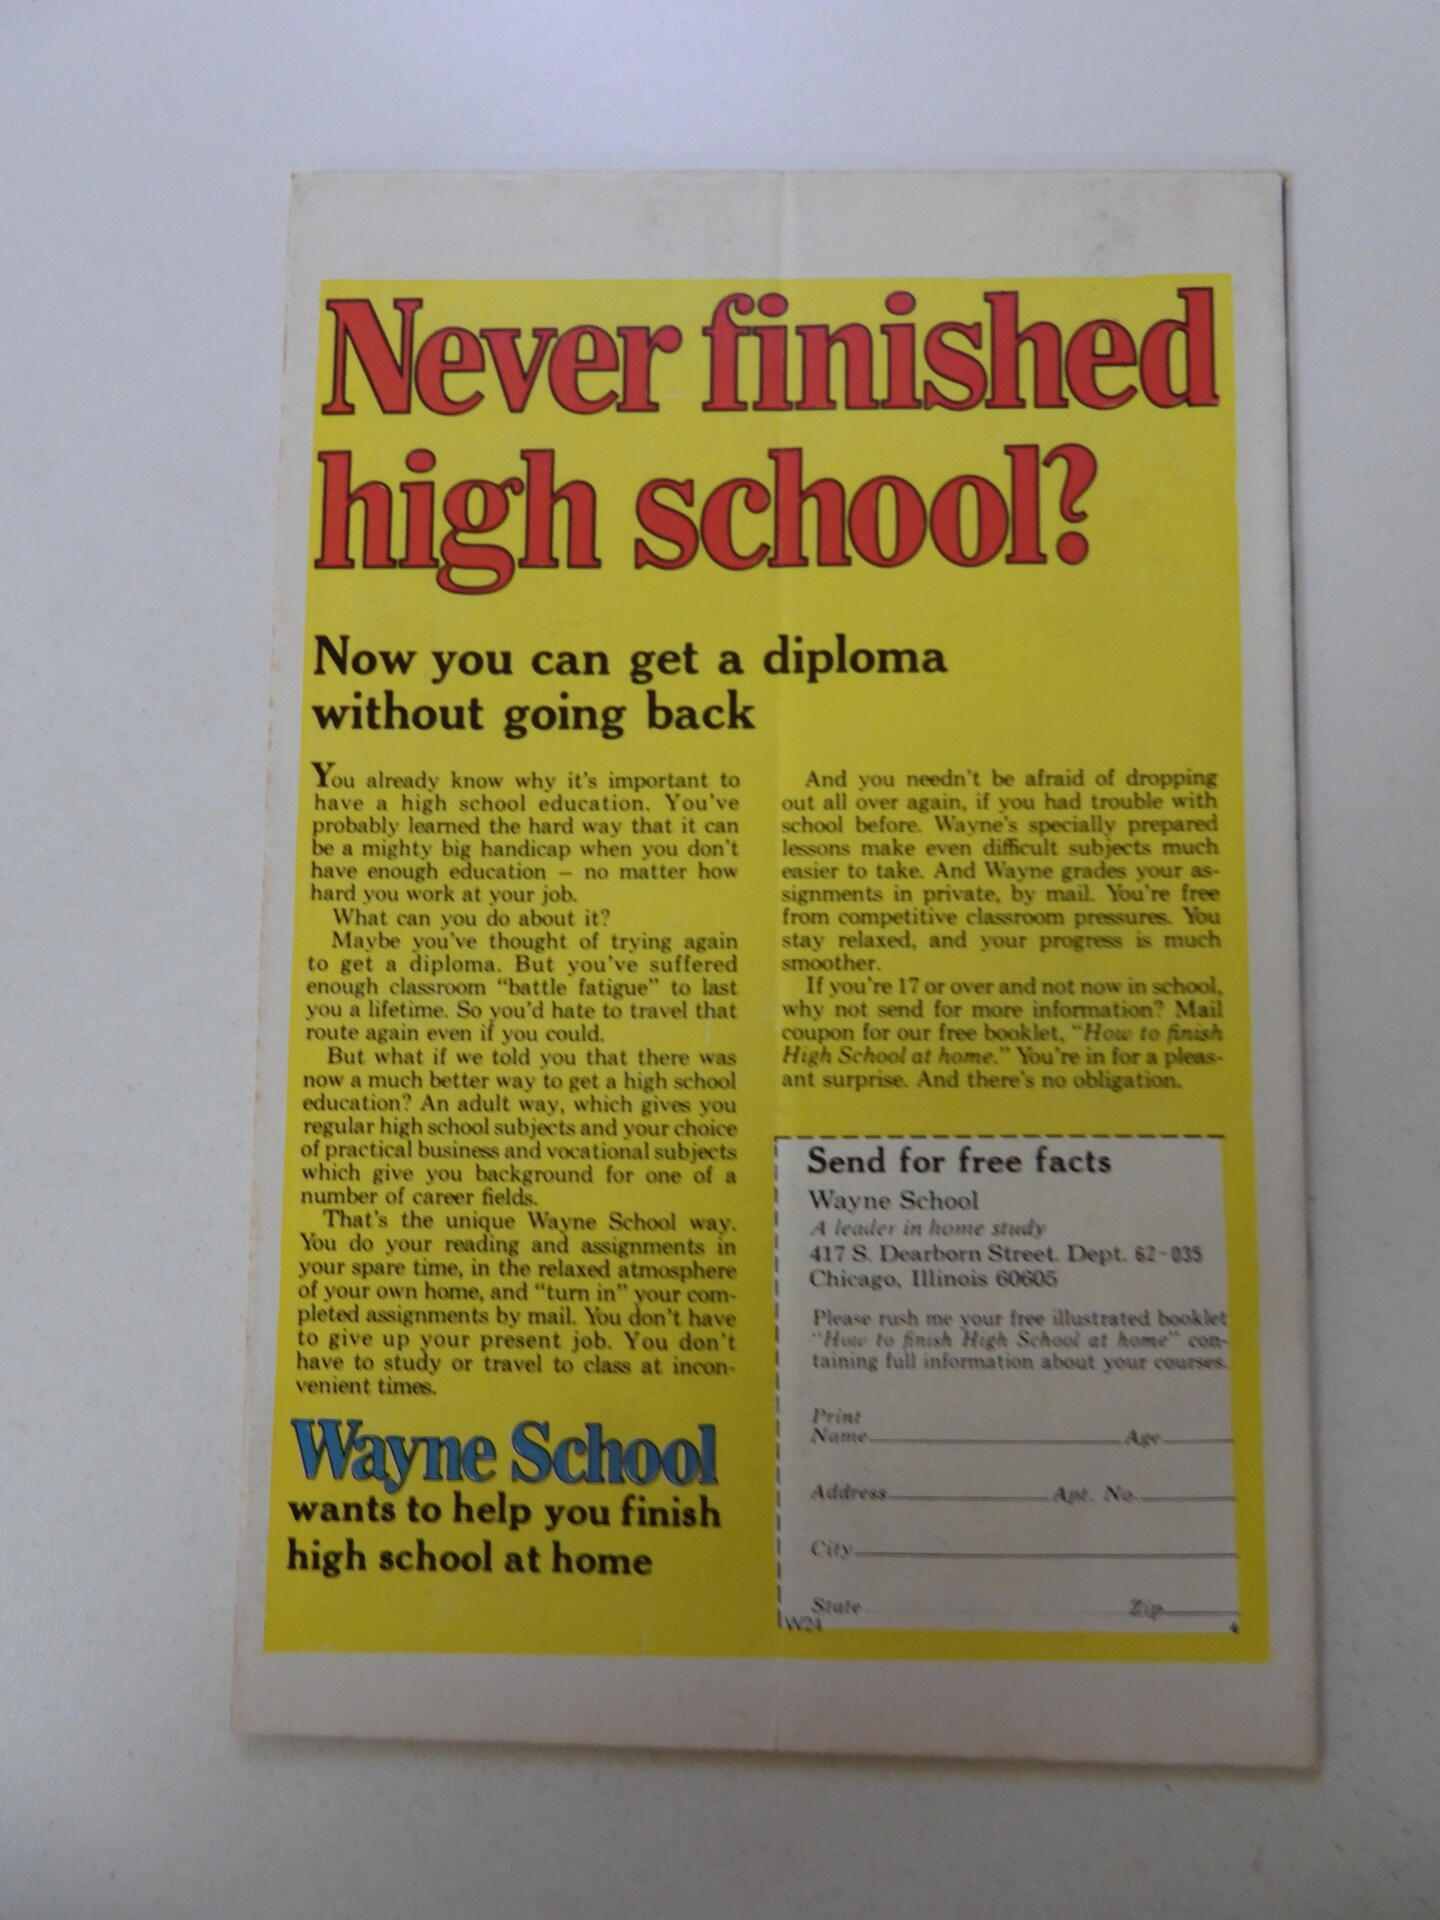 Never finished
high school?
Now you can get a diploma
without going back
You already know why it's important to
have a high school education. You've
probably learned the hard way that it can
be a mighty big handicap when you don't
have enough education – no matter how
hard you work at your job.
What can you do about it?
Maybe you've thought of trying again
to get a diploma. But you've suffered
enough classroom "battle fatigue" to last
you a lifetime. So you'd hate to travel that
route again even if you could.
But what if we told you that there was
now a much better way to get a high school
education? An adult way, which gives you
regular high school subjects and your choice
of practical business and vocational subjects
which give you background for one of a
number of career fields.
That's the unique Wayne School way.
You do your reading and assignments in
your spare time, in the relaxed atmosphere
of your own home, and "turn in" your com-
pleted assignments by mail. You don't have
to give up your present job. You don't
have to study or travel to class at incon-
venient times.
Wayne School
wants to help you finish
high school at home
And you needn't be afraid of dropping
out all over again, if you had trouble with
school before. Wayne's specially prepared
lessons make even difficult subjects much
easier to take. And Wayne grades your as-
signments in private, by mail. You're free
from competitive classroom pressures. You
stay relaxed, and your progress is much
smoother.
If you're 17 or over and not now in school,
why not send for more information? Mail
coupon for our free booklet, "How to finish
High School at home." You're in for a pleas-
ant surprise. And there's no obligation.
Send for free facts
Wayne School
A leader in home study
417 S. Dearborn Street. Dept. 62-035
Chicago, Illinois 60605
Please rush me your free illustrated booklet
"How to finish High School at home" con-
taining full information about your courses.
Print
Name Age
Address Apt. No.
City
State Zip
W24 4